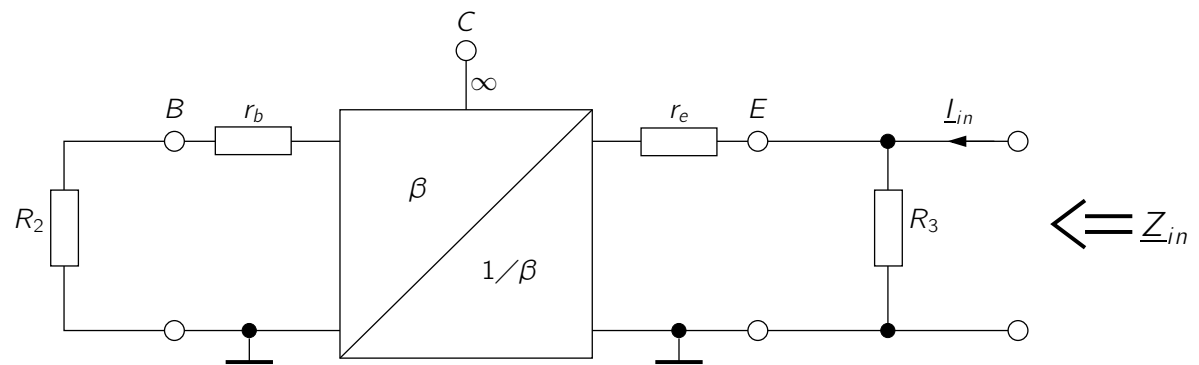 C
∞
B
r_b
r_e
E
I_in
R_2
β
1/β
R_3
Z_in